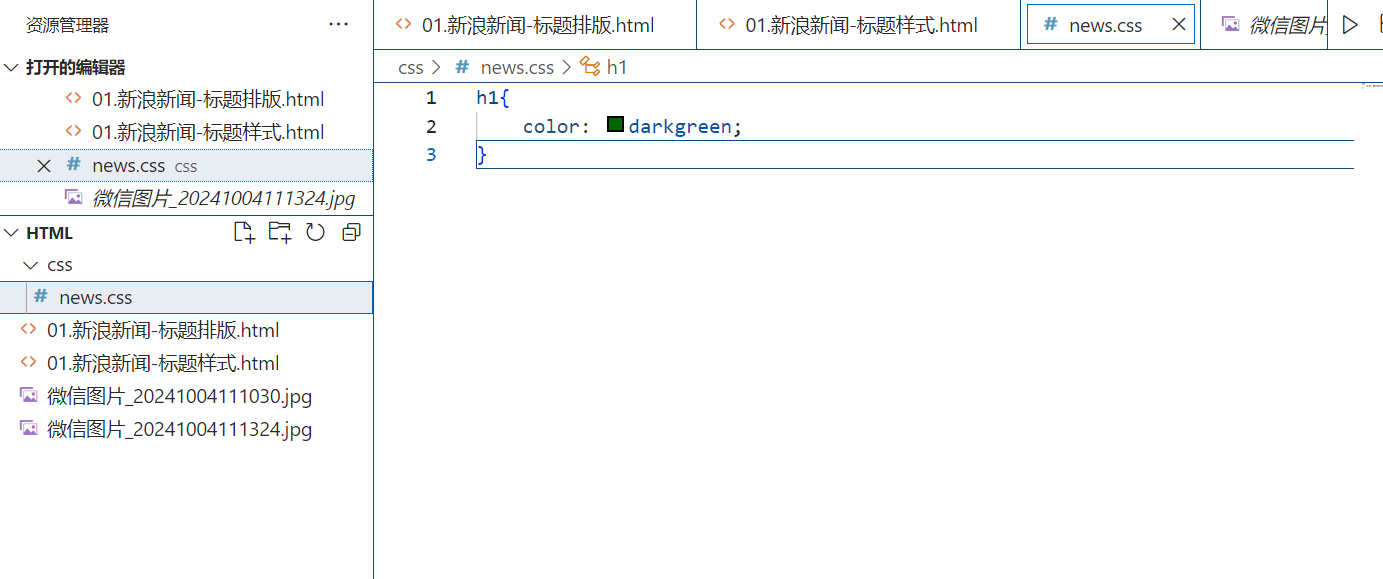 资源管理器 ···
打开的编辑器
01.新浪新闻-标题排版.html
01.新浪新闻-标题样式.html
news.css css
微信图片_20241004111324.jpg
HTML
css
news.css
01.新浪新闻-标题排版.html
01.新浪新闻-标题样式.html
微信图片_20241004111030.jpg
微信图片_20241004111324.jpg
01.新浪新闻-标题排版.html 01.新浪新闻-标题样式.html # news.css 微信图片
css > # news.css > h1
1 h1{
2 color: darkgreen;
3 }